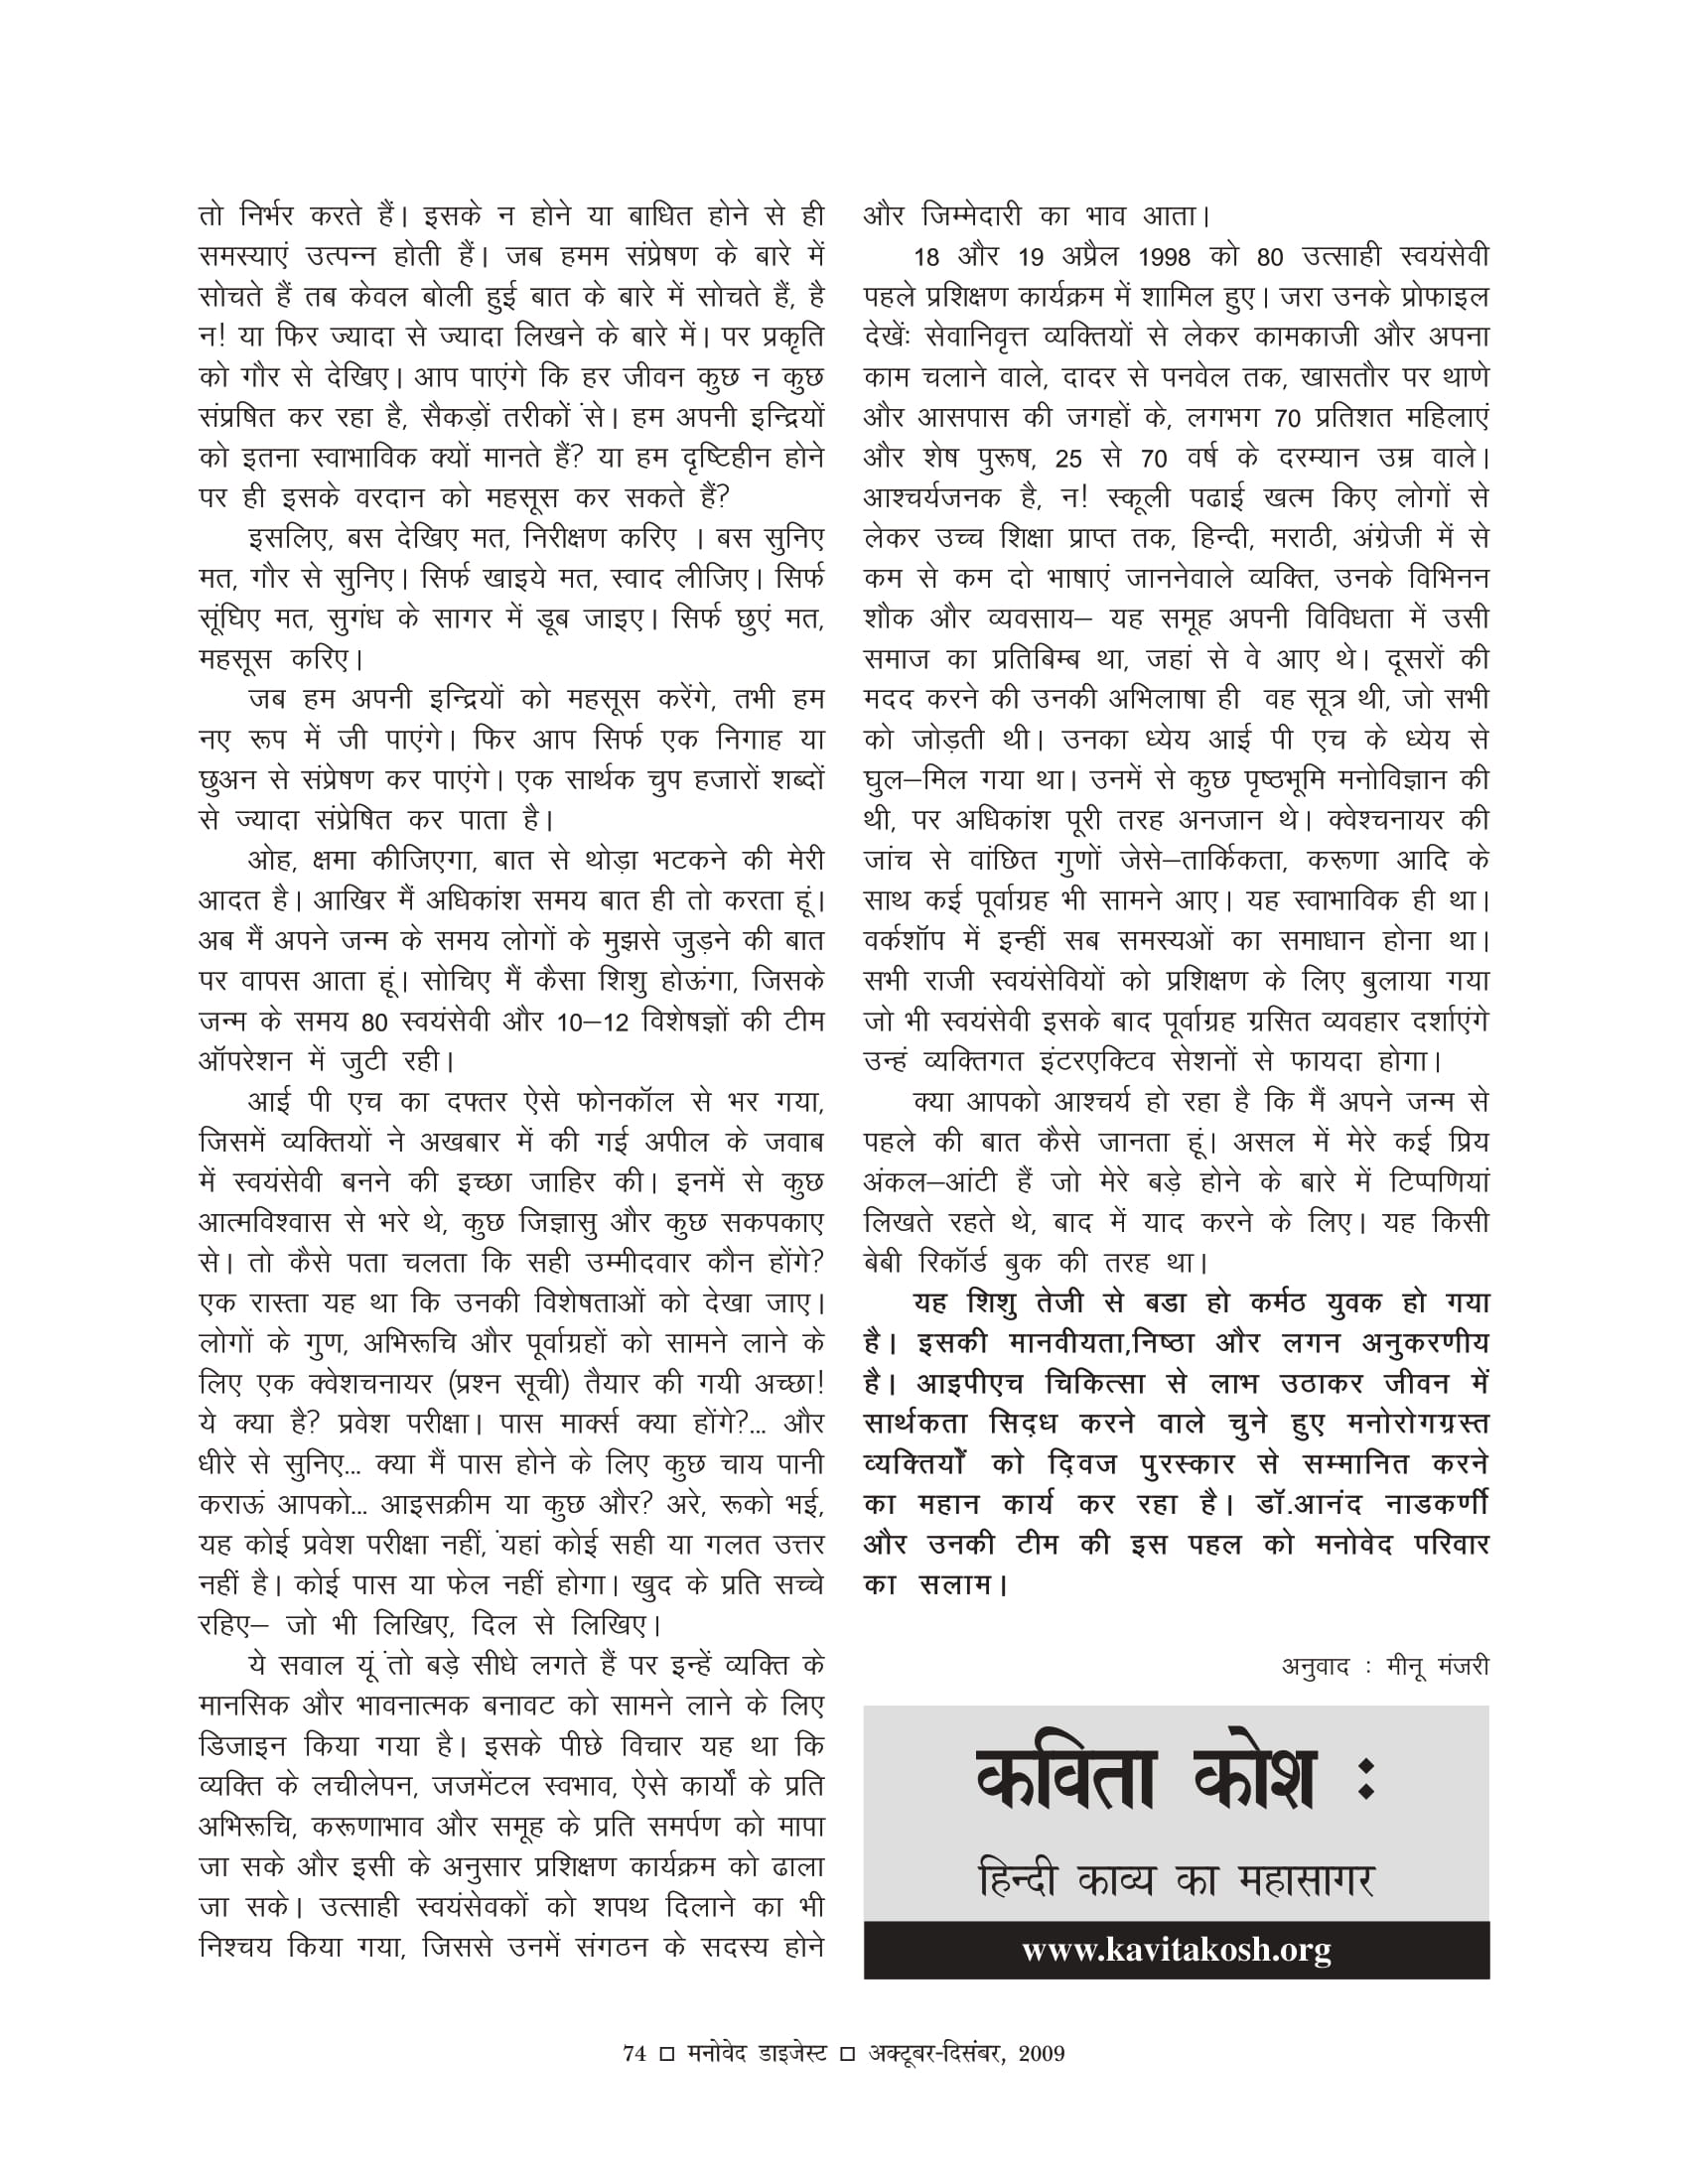 तो निर्भर करते हैं। इसके न होने या बाधित होने से ही
समस्याएं उत्पन्न होती हैं। जब हमम संप्रेषण के बारे में
सोचते हैं तब केवल बोली हुई बात के बारे में सोचते हैं, है
न! या फिर ज्यादा से ज्यादा लिखने के बारे में। पर प्रकृति
को गौर से देखिए। आप पाएंगे कि हर जीवन कुछ न कुछ
संप्रषित कर रहा है, सैकड़ों तरीकों ंसे। हम अपनी इन्द्रियों
को इतना स्वाभाविक क्यों मानते हैं? या हम दृष्टिहीन होने
पर ही इसके वरदान को महसूस कर सकते हैं?
इसलिए, बस देखिए मत, निरीक्षण करिए । बस सुनिए
मत, गौर से सुनिए। सिर्फ खाइये मत, स्वाद लीजिए। सिर्फ
सूंघिए मत, सुगंध के सागर में डूब जाइए। सिर्फ छुएं मत,
महसूस करिए।
जब हम अपनी इन्द्रियों को महसूस करेंगे, तभी हम
नए रूप में जी पाएंगे। फिर आप सिर्फ एक निगाह या
छुअन से संप्रेषण कर पाएंगे। एक सार्थक चुप हजारों शब्दों
से ज्यादा संप्रेषित कर पाता है।
ओह, क्षमा कीजिएगा, बात से थोड़ा भटकने की मेरी
आदत है। आखिर मैं अधिकांश समय बात ही तो करता हूं।
अब मैं अपने जन्म के समय लोगों के मुझसे जुड़ने की बात
पर वापस आता हूं। सोचिए मैं कैसा शिशु होऊंगा, जिसके
जन्म के समय 80 स्वयंसेवी और 10–12 विशेषज्ञों की टीम
ऑपरेशन में जुटी रही।
आई पी एच का दफ्तर ऐसे फोनकॉल से भर गया,
जिसमें व्यक्तियों ने अखबार में की गई अपील के जवाब
में स्वयंसेवी बनने की इच्छा जाहिर की। इनमें से कुछ
आत्मविश्वास से भरे थे, कुछ जिज्ञासु और कुछ सकपकाए
से। तो कैसे पता चलता कि सही उम्मीदवार कौन होंगे?
एक रास्ता यह था कि उनकी विशेषताओं को देखा जाए।
लोगों के गुण, अभिरूचि और पूर्वाग्रहों को सामने लाने के
लिए एक क्वेशचनायर (प्रश्न सूची) तैयार की गयी अच्छा!
ये क्या है? प्रवेश परीक्षा। पास मार्क्स क्या होंगे?... और
धीरे से सुनिए... क्या मैं पास होने के लिए कुछ चाय पानी
कराऊं आपको... आइसक्रीम या कुछ और? अरे, रूको भई,
यह कोई प्रवेश परीक्षा नहीं, ंयहां कोई सही या गलत उत्तर
नहीं है। कोई पास या फेल नहीं होगा। खुद के प्रति सच्चे
रहिए– जो भी लिखिए, दिल से लिखिए।
ये सवाल यूं ंतो बड़े सीधे लगते हैं पर इन्हें व्यक्ति के
मानसिक और भावनात्मक बनावट को सामने लाने के लिए
डिजाइन किया गया है। इसके पीछे विचार यह था कि
व्यक्ति के लचीलेपन, जजमेंटल स्वभाव, ऐसे कार्यों के प्रति
अभिरूचि, करूणाभाव और समूह के प्रति समर्पण को मापा
जा सके और इसी के अनुसार प्रशिक्षण कार्यक्रम को ढाला
जा सके। उत्साही स्वयंसेवकों को शपथ दिलाने का भी
निश्चय किया गया, जिससे उनमें संगठन के सदस्य होने
और जिम्मेदारी का भाव आता।
18 और 19 अप्रैल 1998 को 80 उत्साही स्वयंसेवी
पहले प्रशिक्षण कार्यक्रम में शामिल हुए। जरा उनके प्रोफाइल
देखेंः सेवानिवृत्त व्यक्तियों से लेकर कामकाजी और अपना
काम चलाने वाले, दादर से पनवेल तक, खासतौर पर थाणे
और आसपास की जगहों के, लगभग 70 प्रतिशत महिलाएं
और शेष पुरूष, 25 से 70 वर्ष के दरम्यान उम्र वाले।
आश्चर्यजनक है, न! स्कूली पढाई खत्म किए लोगों से
लेकर उच्च शिक्षा प्राप्त तक, हिन्दी, मराठी, अंग्रेजी में से
कम से कम दो भाषाएं जाननेवाले व्यक्ति, उनके विभिनन
शौक और व्यवसाय– यह समूह अपनी विविधता में उसी
समाज का प्रतिबिम्ब था, जहां से वे आए थे। दूसरों की
मदद करने की उनकी अभिलाषा ही वह सूत्र थी, जो सभी
को जोड़ती थी। उनका ध्येय आई पी एच के ध्येय से
घुल–मिल गया था। उनमें से कुछ पृष्ठभूमि मनोविज्ञान की
थी, पर अधिकांश पूरी तरह अनजान थे। क्वेश्चनायर की
जांच से वांछित गुणों जेसे–तार्किकता, करूणा आदि के
साथ कई पूर्वाग्रह भी सामने आए। यह स्वाभाविक ही था।
वर्कशॉप में इन्हीं सब समस्यओं का समाधान होना था।
सभी राजी स्वयंसेवियों को प्रशिक्षण के लिए बुलाया गया
जो भी स्वयंसेवी इसके बाद पूर्वाग्रह ग्रसित व्यवहार दर्शाएंगे
उन्हं व्यक्तिगत इंटरएक्टिव सेशनों से फायदा होगा।
क्या आपको आश्चर्य हो रहा है कि मैं अपने जन्म से
पहले की बात कैसे जानता हूं। असल में मेरे कई प्रिय
अंकल–आंटी हैं जो मेरे बड़े होने के बारे में टिप्पणियां
लिखते रहते थे, बाद में याद करने के लिए। यह किसी
बेबी रिकॉर्ड बुक की तरह था।
यह शिशु तेजी से बडा हो कर्मठ युवक हो गया
है। इसकी मानवीयता,निष्ठा और लगन अनुकरणीय
है। आइपीएच चिकित्सा से लाभ उठाकर जीवन में
सार्थकता सिद्ध करने वाले चुने हुए मनोरोगग्रस्त
व्यक्तियोंं को द्विज पुरस्कार से सम्मानित करने
का महान कार्य कर रहा है। डॉ.आनंद नाडकर्णी
और उनकी टीम की इस पहल को मनोवेद परिवार
का सलाम।
अनुवाद : मीनू मंजरी
कविता कोश :
हिन्दी काव्य का महासागर
www.kavitakosh.org
74 □ मनोवेद डाइजेस्ट □ अक्टूबर-दिसंबर, 2009